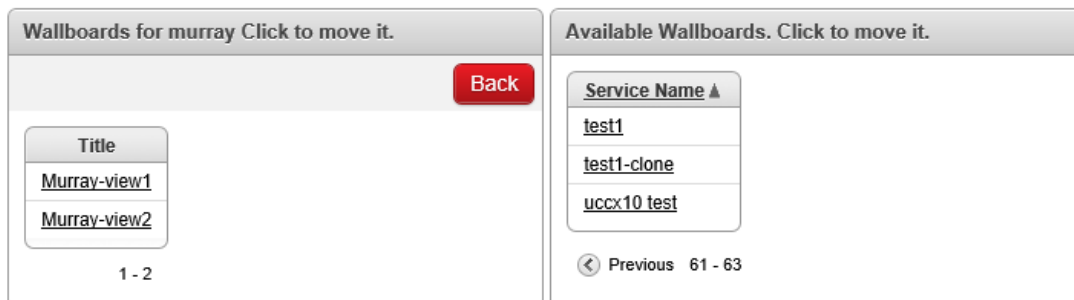 Wallboards for murray Click to move it.
Back
Title
Murray-view1
Murray-view2
1 - 2
Available Wallboards. Click to move it.
Service Name
test1
test1-clone
uccx10 test
Previous 61 - 63